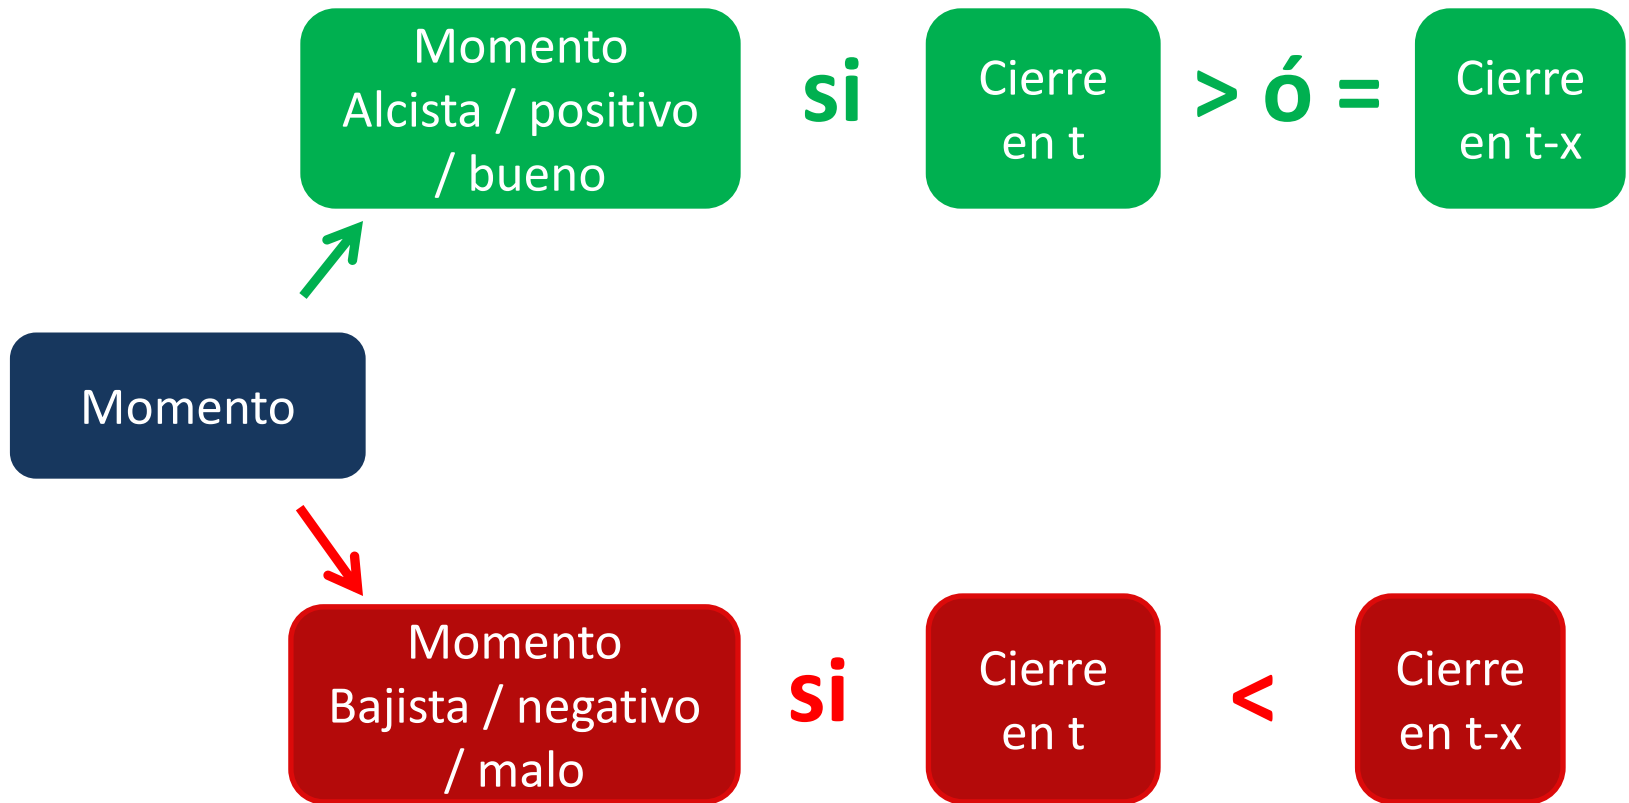 Momento
Alcista / positivo
/ bueno
si
Cierre
en t
> ó =
Cierre
en t-x
Momento
Momento
Bajista / negativo
/ malo
si
Cierre
en t
<
Cierre
en t-x